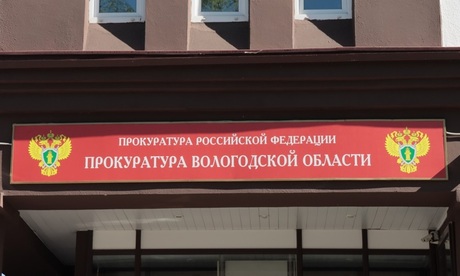 ПРОКУРАТУРА РОССИЙСКОЙ ФЕДЕРАЦИИ
ПРОКУРАТУРА ВОЛОГОДСКОЙ ОБЛАСТИ